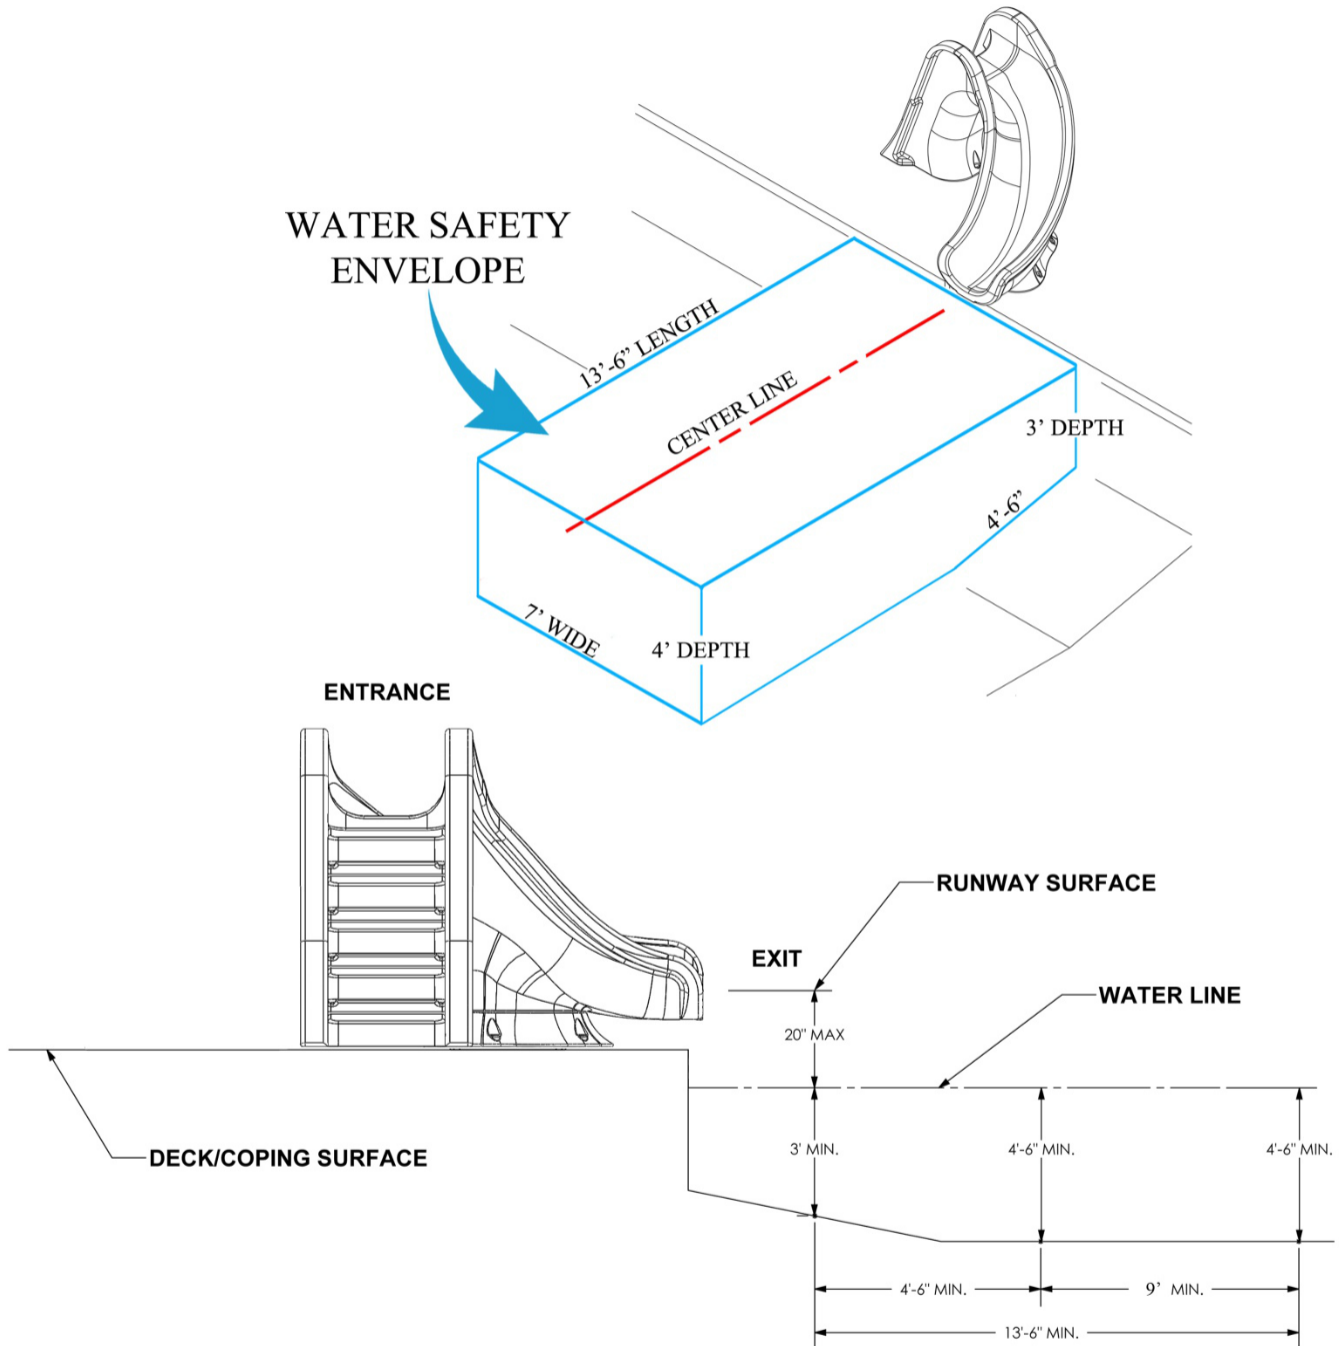 WATER SAFETY
ENVELOPE
13’-6” LENGTH
CENTER LINE
3’ DEPTH
4’-6”
7’ WIDE
4’ DEPTH
ENTRANCE
RUNWAY SURFACE
EXIT
WATER LINE
20" MAX
DECK/COPING SURFACE
3' MIN.
4'-6" MIN.
4'-6" MIN.
4'-6" MIN.
9’ MIN.
13'-6" MIN.